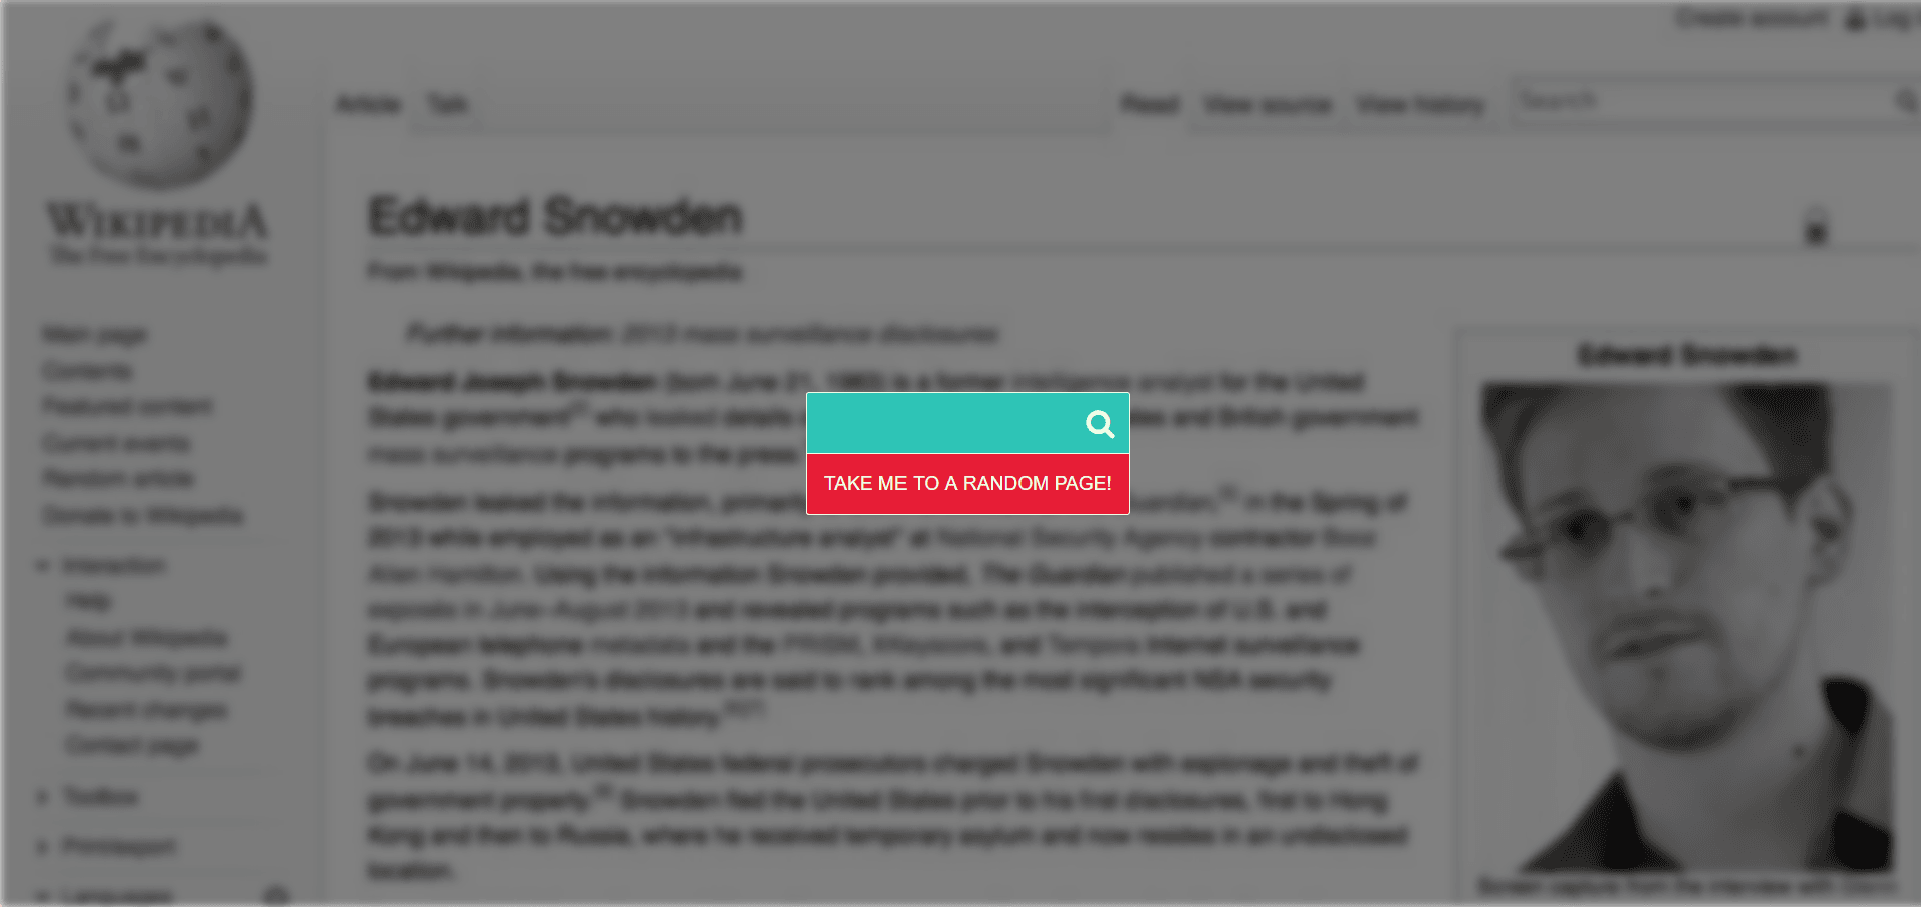 Create account Log
Article Talk Read View source View history Search
WIKIPEDIA
The Free Encyclopedia
Edward Snowden
From Wikipedia, the free encyclopedia
Main page
Contents
Featured content
Current events
Random article
Donate to Wikipedia
Interaction
Help
About Wikipedia
Community portal
Recent changes
Contact page
Toolbox
Print/export
Languages
Further information: 2013 mass surveillance disclosures
Edward Joseph Snowden (born June 21, 1983) is a former intelligence analyst for the United
States government who leaked details and British government
mass surveillance programs to the press.
TAKE ME TO A RANDOM PAGE!
Snowden leaked the information, Guardian, in the Spring of
2013 while employed as an "infrastructure analyst" at National Security Agency contractor Booz
Allen Hamilton. Using the information Snowden provided, The Guardian published a series of
exposés in June–August 2013 and revealed programs such as the interception of U.S. and
European telephone metadata and the PRISM, XKeyscore, and Tempora Internet surveillance
programs. Snowden's disclosures are said to rank among the most significant NSA security
breaches in United States history.
On June 14, 2013, United States federal prosecutors charged Snowden with espionage and theft of
government property. Snowden fled the United States prior to his first disclosures, first to Hong
Kong and then to Russia, where he received temporary asylum and now resides in an undisclosed
location.
Edward Snowden
Screen capture from the interview with Glenn